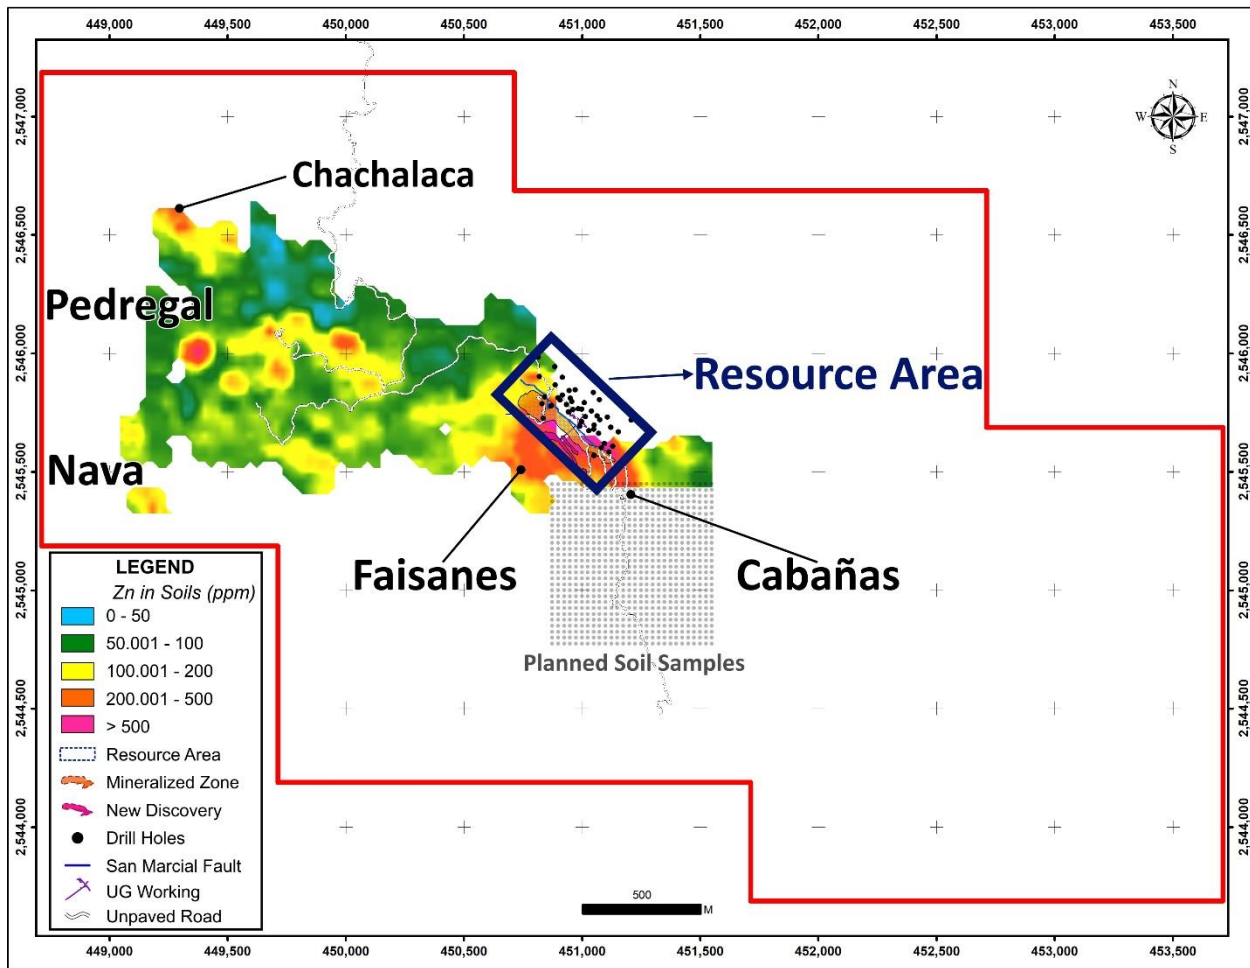 449,000 449,500 450,000 450,500 451,000 451,500 452,000 452,500 453,000 453,500
2,547,000 2,547,000
N
W E
S
Chachalaca
2,546,500 2,546,500
Pedregal
2,546,000 2,546,000
Resource Area
Nava
2,545,500 2,545,500
Faisanes
Cabañas
2,545,000 2,545,000
Planned Soil Samples
2,544,500 2,544,500
2,544,000 2,544,000
LEGEND
Zn in Soils (ppm)
0 - 50
50.001 - 100
100.001 - 200
200.001 - 500
> 500
Resource Area
Mineralized Zone
New Discovery
Drill Holes
San Marcial Fault
UG Working
Unpaved Road
500
M
449,000 449,500 450,000 450,500 451,000 451,500 452,000 452,500 453,000 453,500